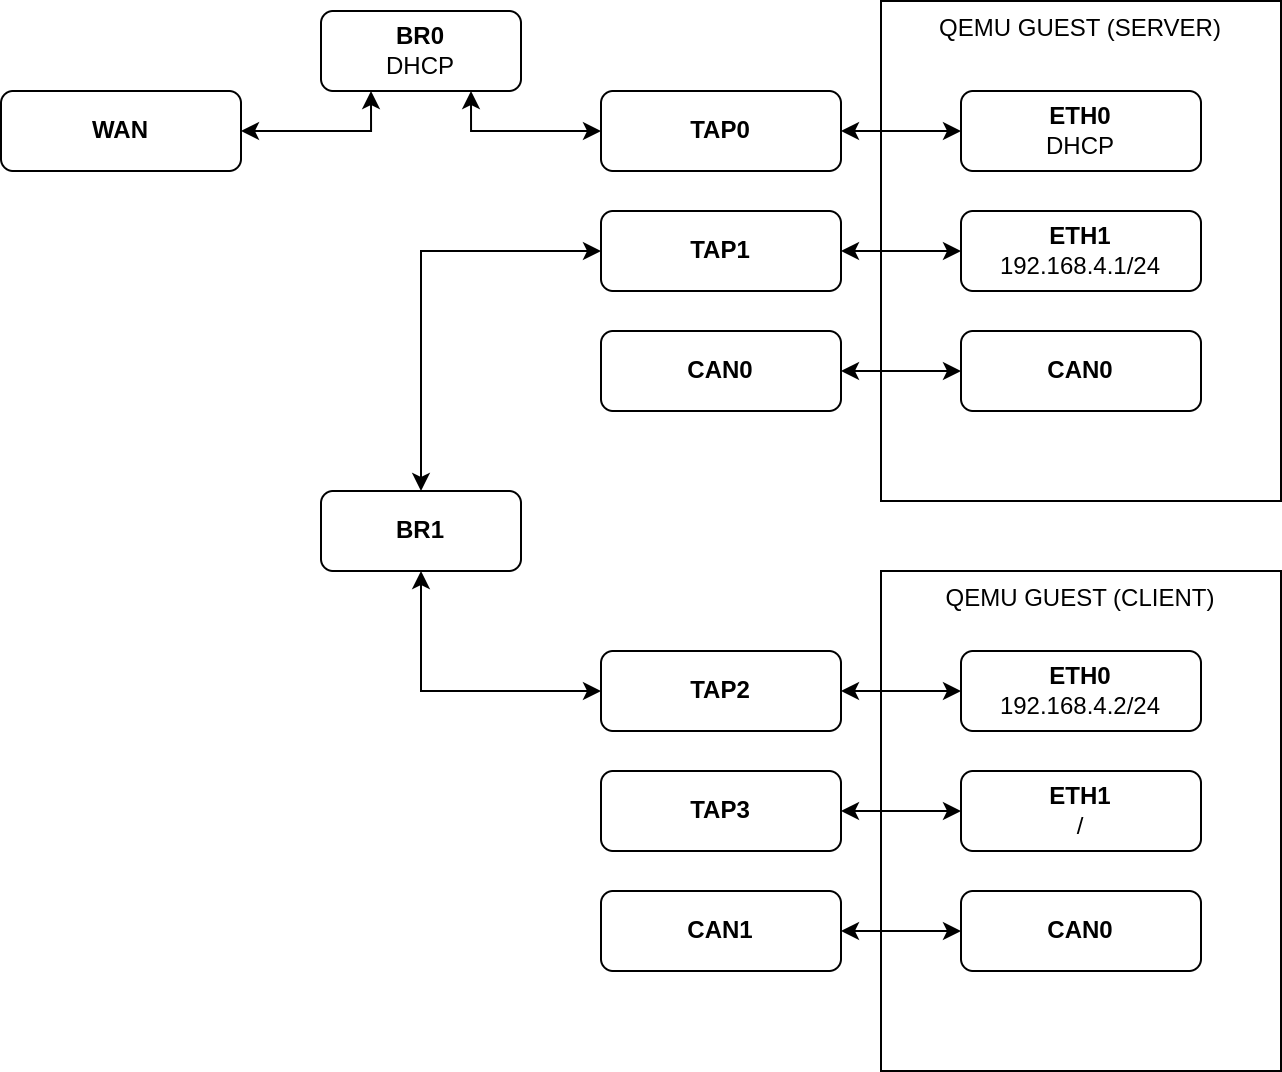 QEMU GUEST (SERVER)
BR0
DHCP
WAN
TAP0
ETH0
DHCP
TAP1
ETH1
192.168.4.1/24
CAN0
CAN0
BR1
QEMU GUEST (CLIENT)
TAP2
ETH0
192.168.4.2/24
TAP3
ETH1
/
CAN1
CAN0